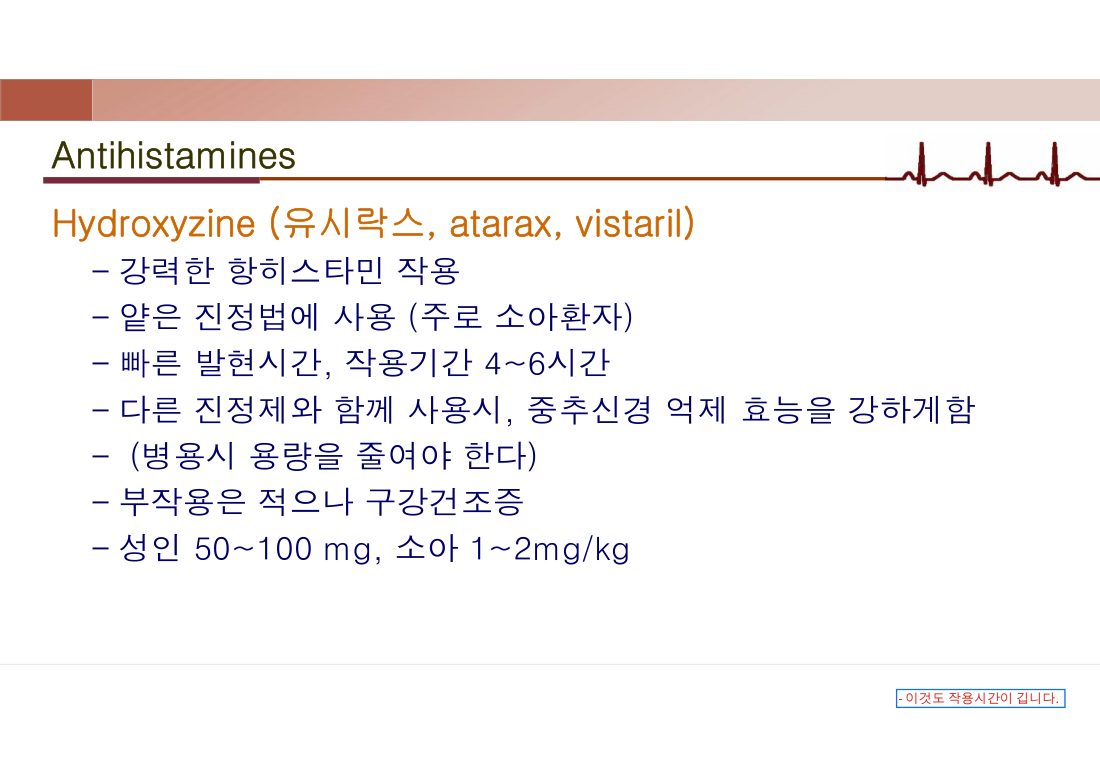 Antihistamines
Hydroxyzine (유시락스, atarax, vistaril)
– 강력한 항히스타민 작용
– 얕은 진정법에 사용 (주로 소아환자)
– 빠른 발현시간, 작용기간 4~6시간
– 다른 진정제와 함께 사용시, 중추신경 억제 효능을 강하게함
– (병용시 용량을 줄여야 한다)
– 부작용은 적으나 구강건조증
– 성인 50~100 mg, 소아 1~2mg/kg
- 이것도 작용시간이 깁니다.